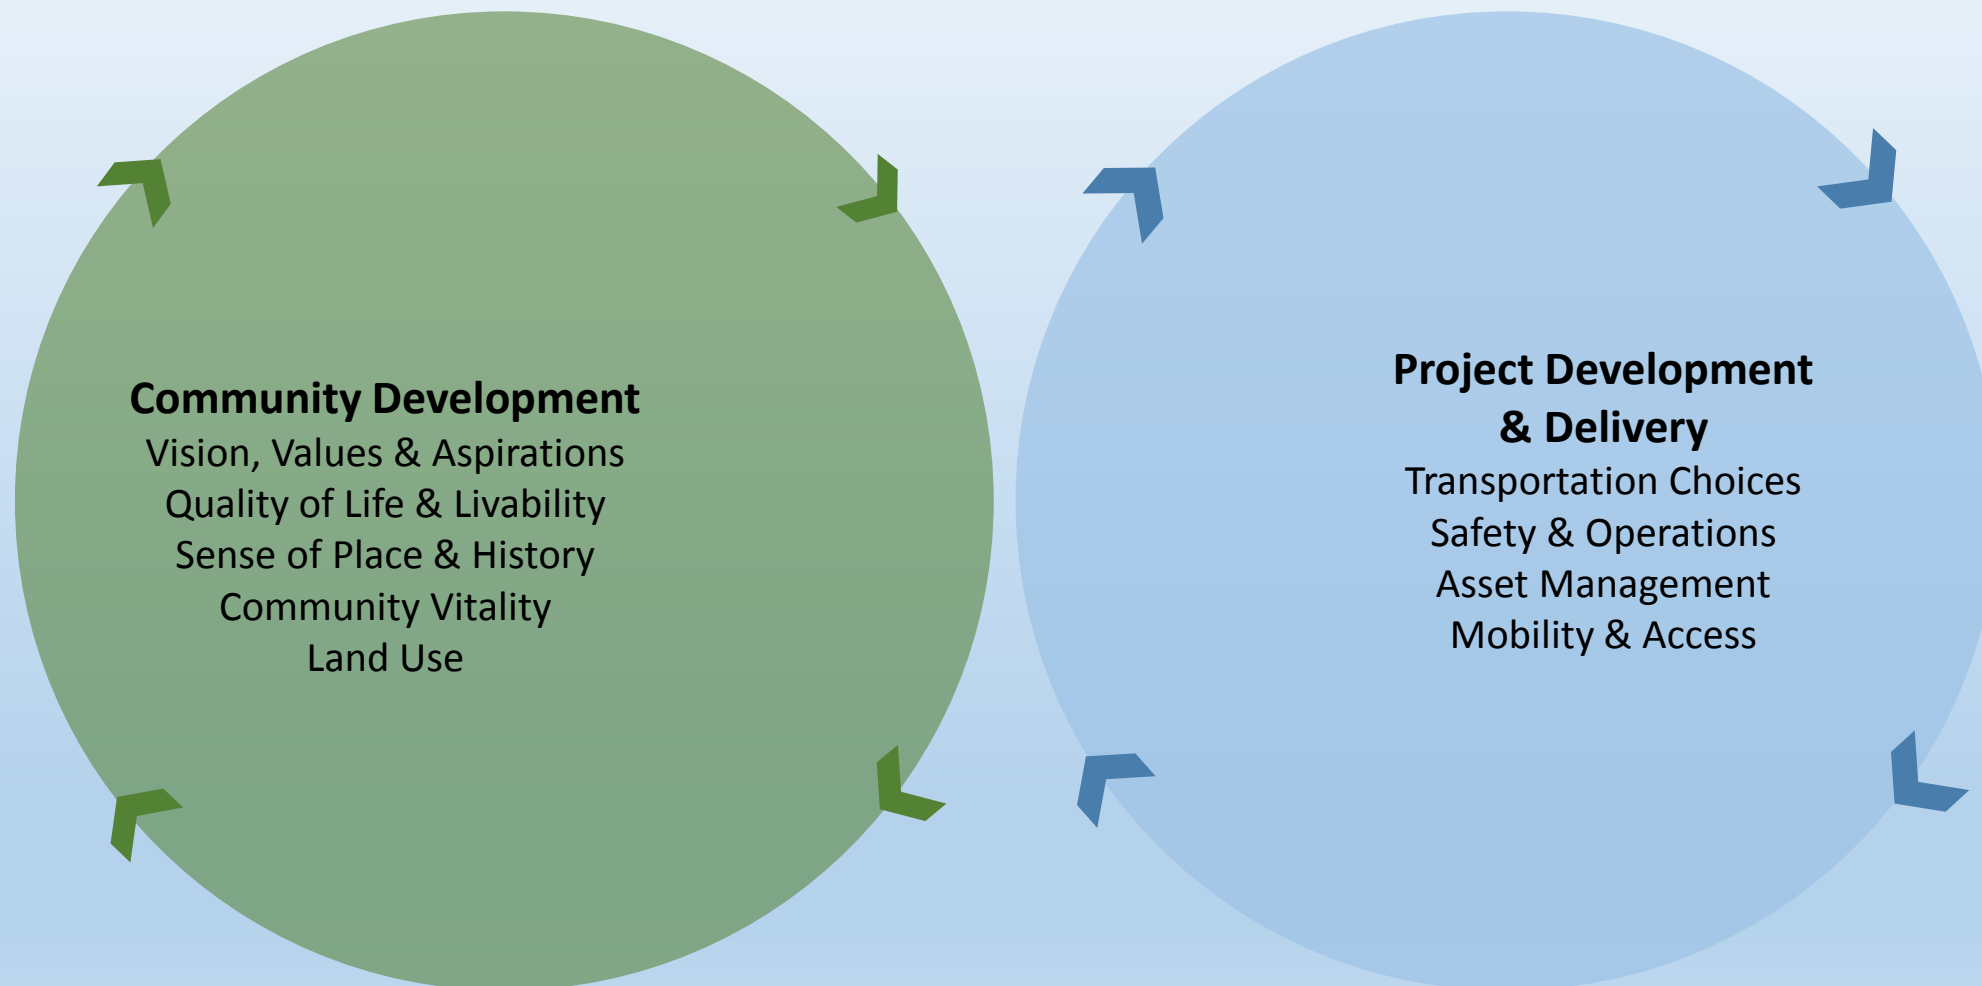 Community Development
Vision, Values & Aspirations
Quality of Life & Livability
Sense of Place & History
Community Vitality
Land Use
Project Development
& Delivery
Transportation Choices
Safety & Operations
Asset Management
Mobility & Access